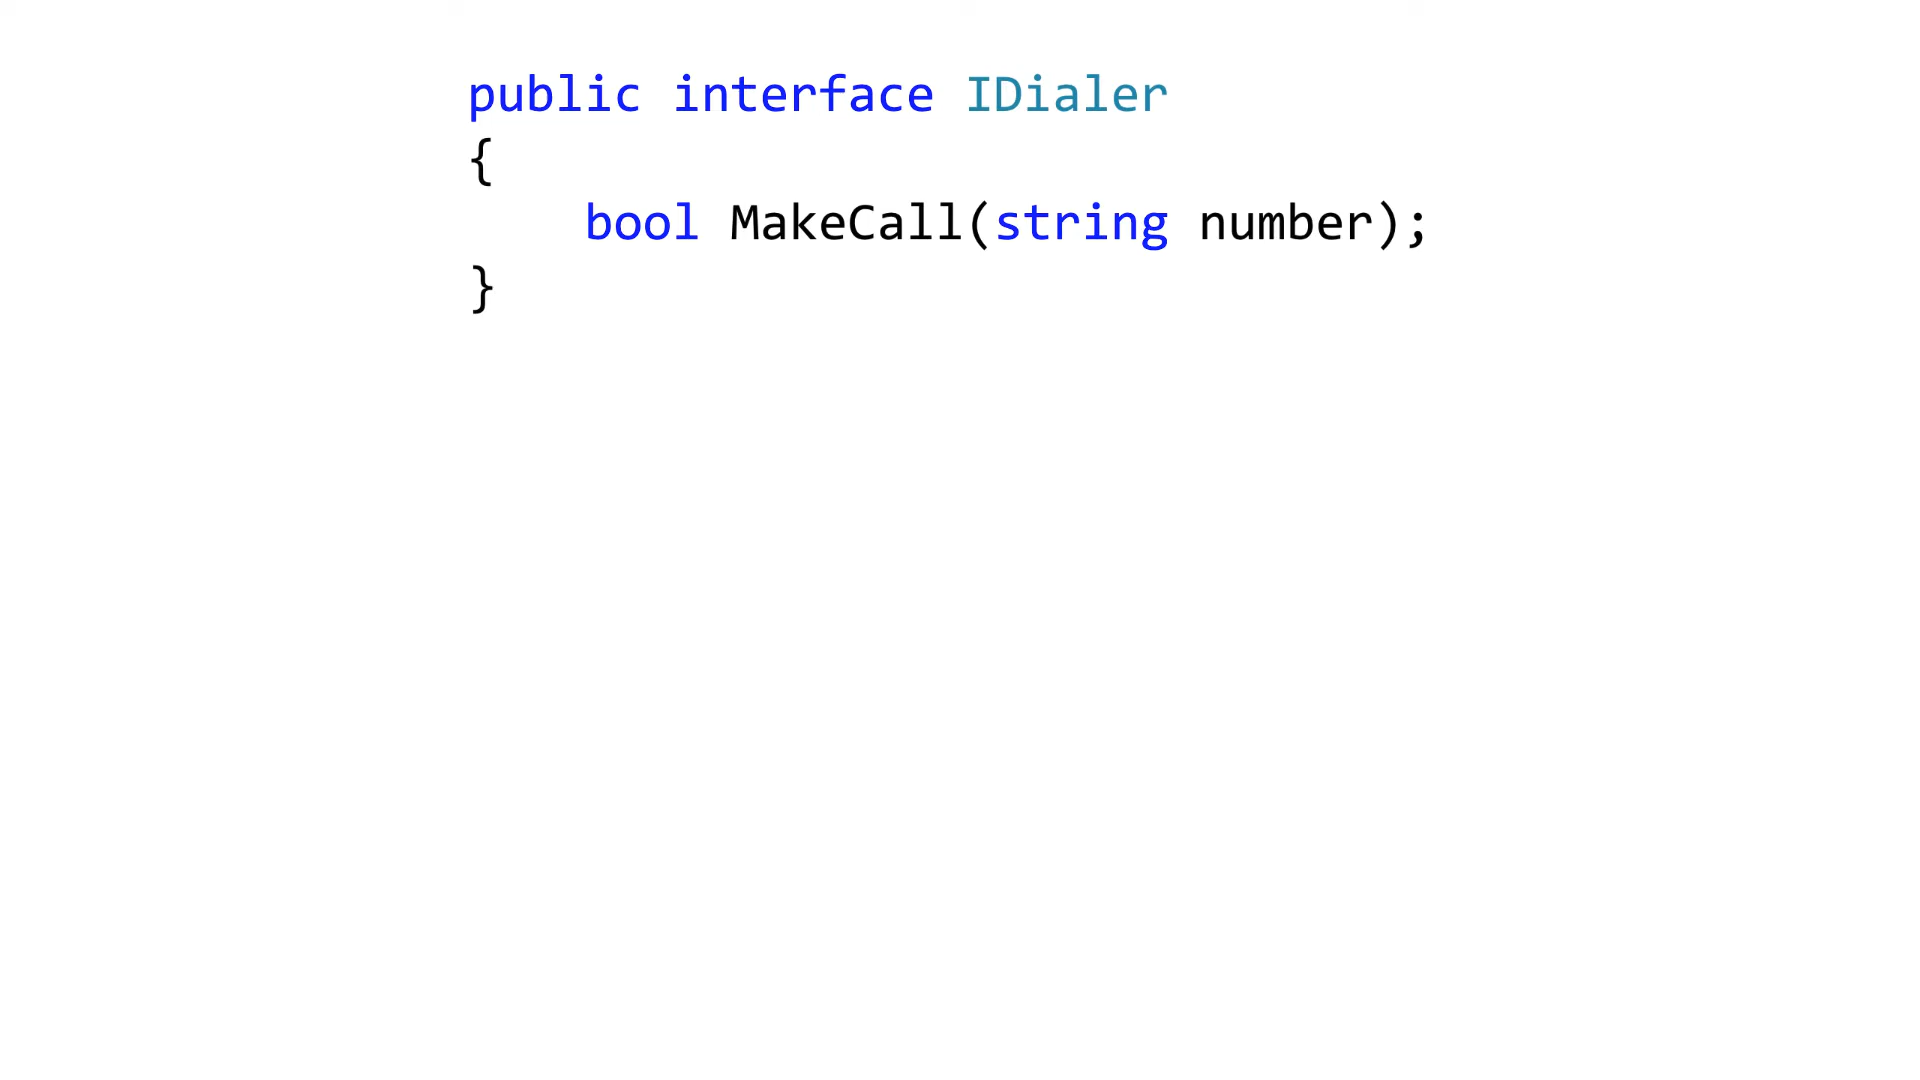 public interface IDialer
{
    bool MakeCall(string number);
}